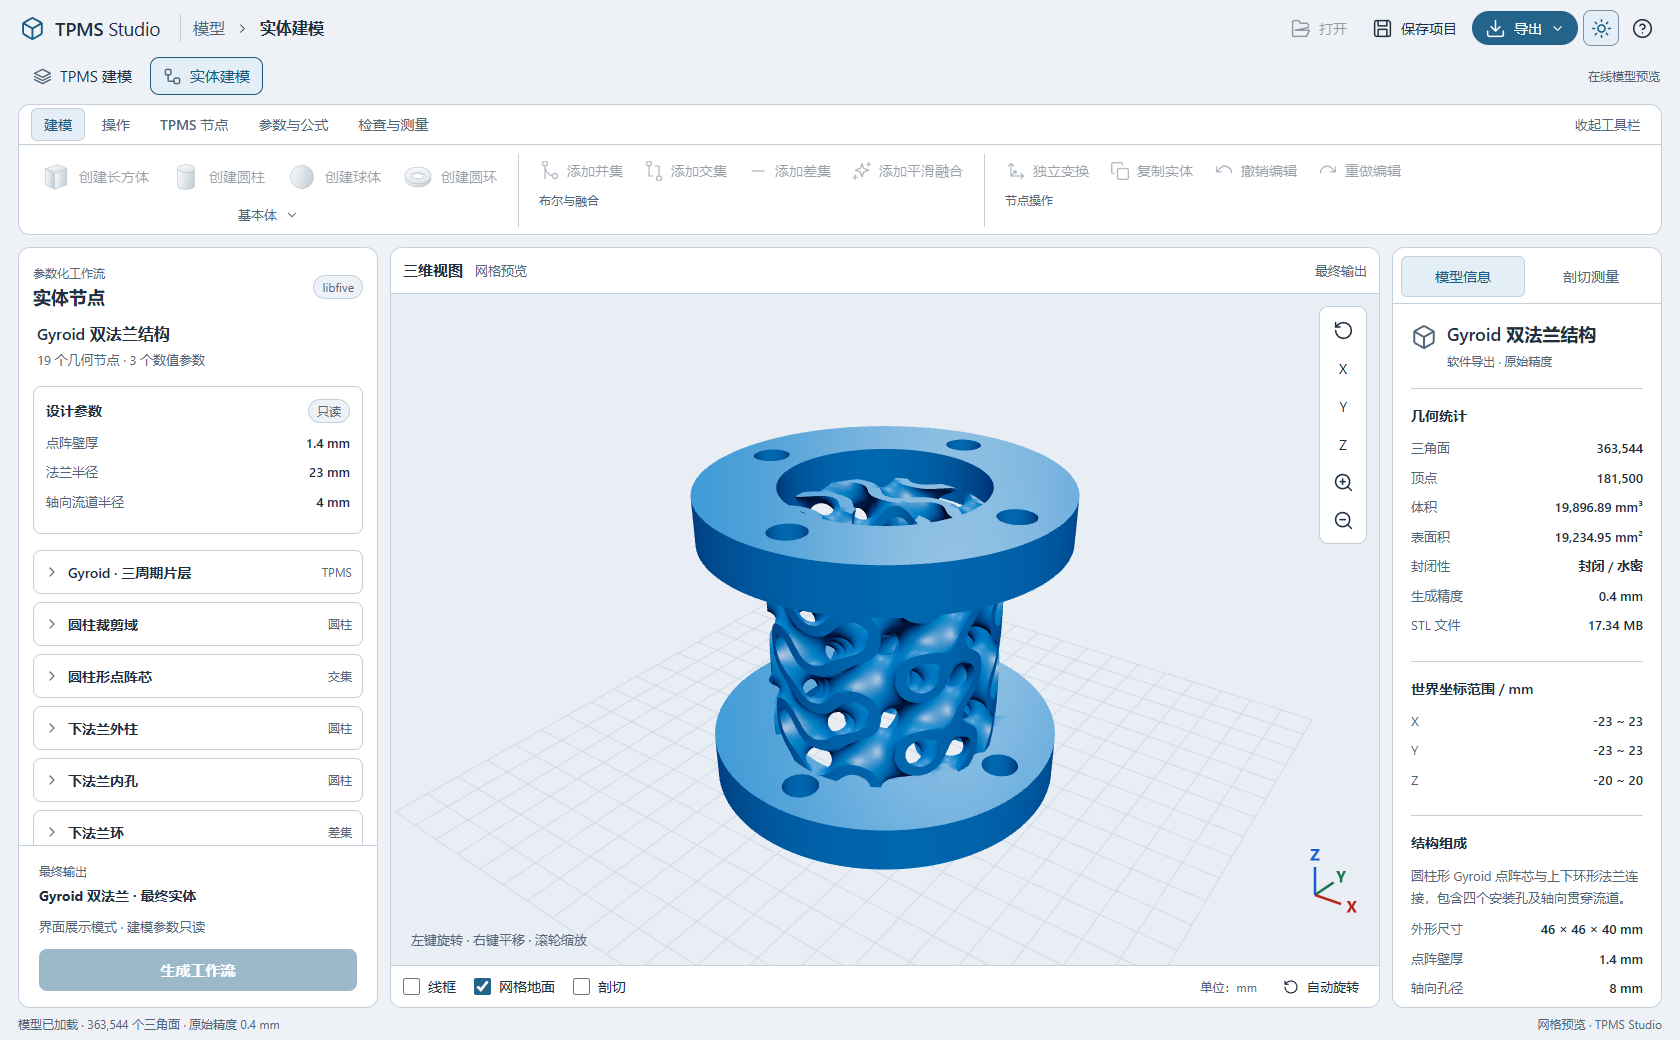 TPMS Studio
模型 > 实体建模
打开
保存项目
导出
TPMS 建模
实体建模
在线模型预览
建模
操作
TPMS 节点
参数与公式
检查与测量
收起工具栏
创建长方体
创建圆柱
创建球体
创建圆环
基本体
添加并集
添加交集
添加差集
添加平滑融合
布尔与融合
独立变换
复制实体
撤销编辑
重做编辑
节点操作
参数化工作流
实体节点
libfive
Gyroid 双法兰结构
19 个几何节点 · 3 个数值参数
设计参数
只读
点阵壁厚 1.4 mm
法兰半径 23 mm
轴向流道半径 4 mm
Gyroid · 三周期片层 TPMS
圆柱裁剪域 圆柱
圆柱形点阵芯 交集
下法兰外柱 圆柱
下法兰内孔 圆柱
下法兰环 差集
最终输出
Gyroid 双法兰 · 最终实体
界面展示模式 · 建模参数只读
生成工作流
三维视图 网格预览
最终输出
X
Y
Z
Z
Y
X
左键旋转 · 右键平移 · 滚轮缩放
线框
网格地面
剖切
单位：mm
自动旋转
模型信息
剖切测量
Gyroid 双法兰结构
软件导出 · 原始精度
几何统计
三角面 363,544
顶点 181,500
体积 19,896.89 mm³
表面积 19,234.95 mm²
封闭性 封闭 / 水密
生成精度 0.4 mm
STL 文件 17.34 MB
世界坐标范围 / mm
X -23 ~ 23
Y -23 ~ 23
Z -20 ~ 20
结构组成
圆柱形 Gyroid 点阵芯与上下环形法兰连
接，包含四个安装孔及轴向贯穿流道。
外形尺寸 46 × 46 × 40 mm
点阵壁厚 1.4 mm
轴向孔径 8 mm
模型已加载 · 363,544 个三角面 · 原始精度 0.4 mm
网格预览 · TPMS Studio